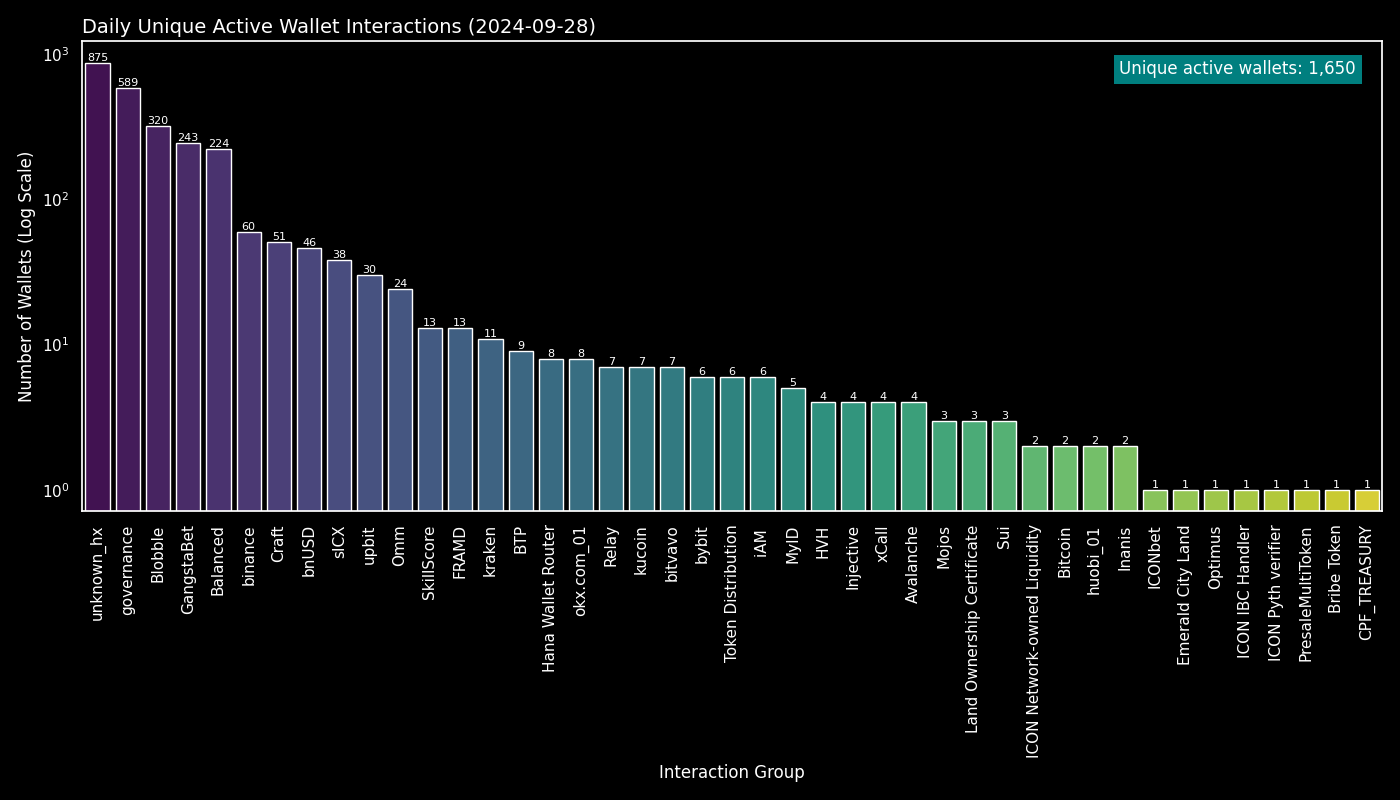 Daily Unique Active Wallet Interactions (2024-09-28)
Unique active wallets: 1,650
Number of Wallets (Log Scale)
10³
10²
10¹
10⁰
875
589
320
243
224
60
51
46
38
30
24
13
13
11
9
8
8
7
7
7
6
6
6
5
4
4
4
4
3
3
3
2
2
2
2
1
1
1
1
1
1
1
1
unknown_hx
governance
Blobble
GangstaBet
Balanced
binance
Craft
bnUSD
sICX
upbit
Omm
SkillScore
FRAMD
kraken
BTP
Hana Wallet Router
okx.com_01
Relay
kucoin
bitvavo
bybit
Token Distribution
iAM
MyID
HVH
Injective
xCall
Avalanche
Mojos
Land Ownership Certificate
Sui
ICON Network-owned Liquidity
Bitcoin
huobi_01
Inanis
ICONbet
Emerald City Land
Optimus
ICON IBC Handler
ICON Pyth verifier
PresaleMultiToken
Bribe Token
CPF_TREASURY
Interaction Group